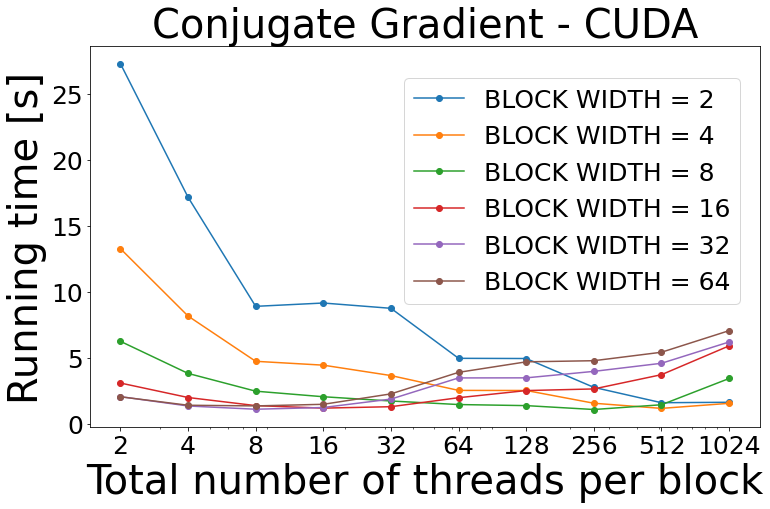 Conjugate Gradient - CUDA
Running time [s]
25
20
15
10
5
0
BLOCK WIDTH = 2
BLOCK WIDTH = 4
BLOCK WIDTH = 8
BLOCK WIDTH = 16
BLOCK WIDTH = 32
BLOCK WIDTH = 64
2 4 8 16 32 64 128 256 512 1024
Total number of threads per block